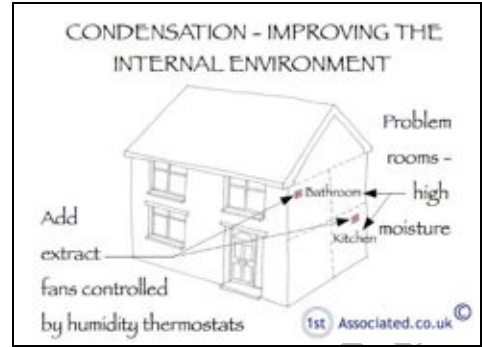 CONDENSATION - IMPROVING THE
INTERNAL ENVIRONMENT
Problem
rooms -
high
moisture
Bathroom
Kitchen
Add
extract
fans controlled
by humidity thermostats
1st Associated.co.uk ©